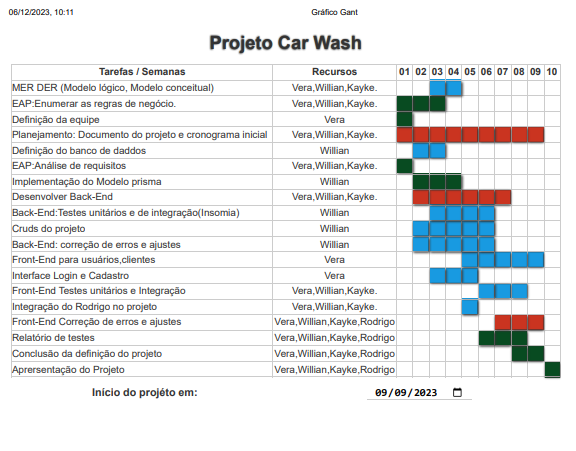 06/12/2023, 10:11 Gráfico Gant
Projeto Car Wash
Tarefas / Semanas Recursos 01 02 03 04 05 06 07 08 09 10
MER DER (Modelo lógico, Modelo conceitual) Vera,Willian,Kayke.
EAP:Enumerar as regras de negócio. Vera,Willian,Kayke.
Definição da equipe Vera
Planejamento: Documento do projeto e cronograma inicial Vera,Willian,Kayke.
Definição do banco de daddos Willian
EAP:Análise de requisitos Vera,Willian,Kayke.
Implementação do Modelo prisma Willian
Desenvolver Back-End Vera,Willian,Kayke.
Back-End:Testes unitários e de integração(Insomia) Willian
Cruds do projeto Willian
Back-End: correção de erros e ajustes Willian
Front-End para usuários,clientes Vera
Interface Login e Cadastro Vera
Front-End Testes unitários e Integração Vera,Willian,Kayke.
Integração do Rodrigo no projeto Vera,Willian,Kayke.
Front-End Correção de erros e ajustes Vera,Willian,Kayke,Rodrigo
Relatório de testes Vera,Willian,Kayke,Rodrigo
Conclusão da definição do projeto Vera,Willian,Kayke,Rodrigo
Aprersentação do Projeto Vera,Willian,Kayke,Rodrigo
Início do projéto em: 09/09/2023